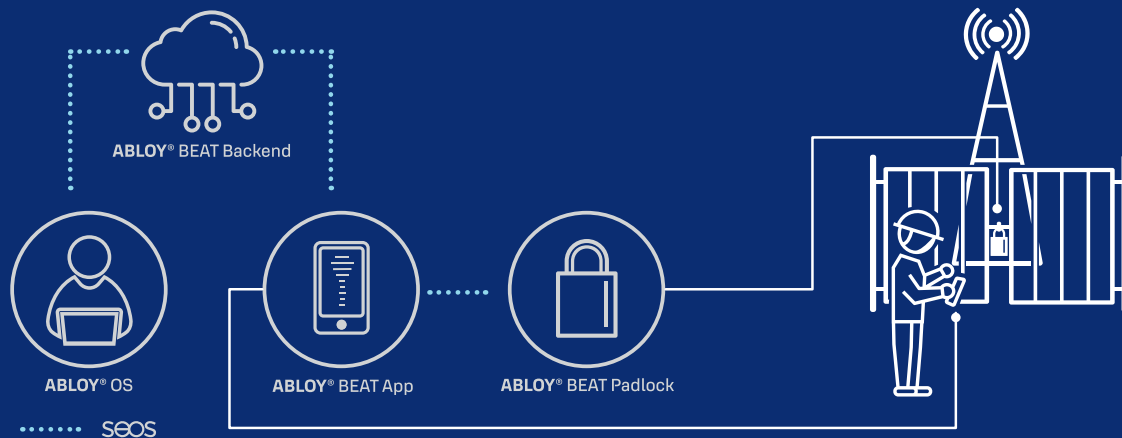 ABLOY® BEAT Backend
ABLOY® OS
ABLOY® BEAT App
ABLOY® BEAT Padlock
SEOS